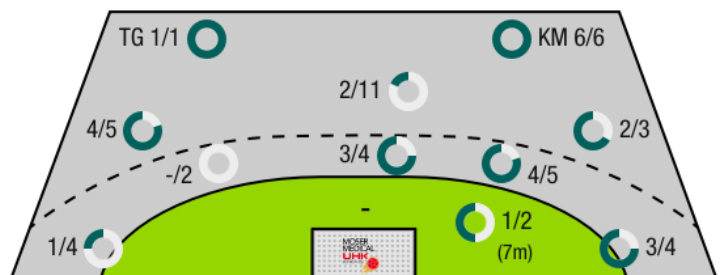 TG 1/1
KM 6/6
2/11
4/5
2/3
3/4
-/2
4/5
-
1/2
(7m)
1/4
3/4
MOSER
MEDICAL
UHK